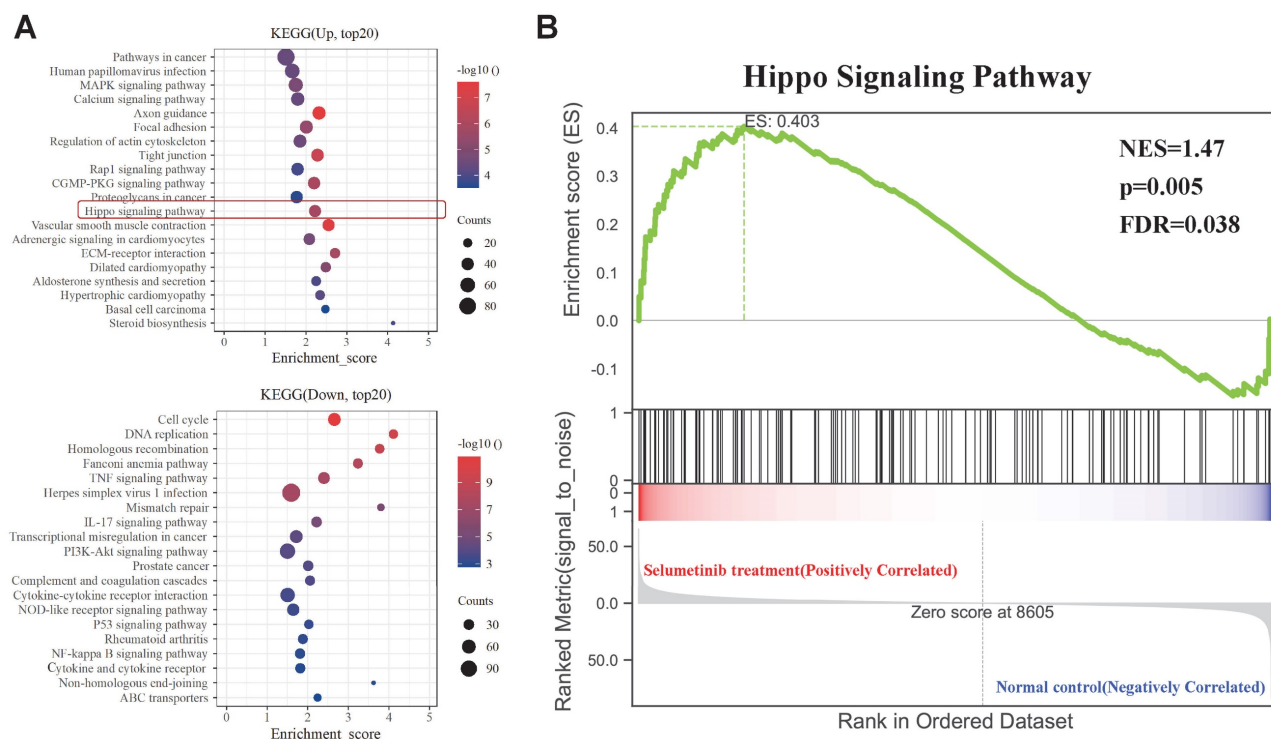 A
KEGG(Up, top20)
Pathways in cancer
Human papillomavirus infection
MAPK signaling pathway
Calcium signaling pathway
Axon guidance
Focal adhesion
Regulation of actin cytoskeleton
Tight junction
Rap1 signaling pathway
CGMP-PKG signaling pathway
Proteoglycans in cancer
Hippo signaling pathway
Vascular smooth muscle contraction
Adrenergic signaling in cardiomyocytes
ECM-receptor interaction
Dilated cardiomyopathy
Aldosterone synthesis and secretion
Hypertrophic cardiomyopathy
Basal cell carcinoma
Steroid biosynthesis
0 1 2 3 4 5
Enrichment_score
-log10 ()
7
6
5
4
Counts
20
40
60
80
KEGG(Down, top20)
Cell cycle
DNA replication
Homologous recombination
Fanconi anemia pathway
TNF signaling pathway
Herpes simplex virus 1 infection
Mismatch repair
IL-17 signaling pathway
Transcriptional misregulation in cancer
PI3K-Akt signaling pathway
Prostate cancer
Complement and coagulation cascades
Cytokine-cytokine receptor interaction
NOD-like receptor signaling pathway
P53 signaling pathway
Rheumatoid arthritis
NF-kappa B signaling pathway
Cytokine and cytokine receptor
Non-homologous end-joining
ABC transporters
0 1 2 3 4 5
Enrichment_score
-log10 ()
9
7
5
3
Counts
30
60
90
B
Hippo Signaling Pathway
Enrichment score (ES)
0.4
0.3
0.2
0.1
0.0
-0.1
ES: 0.403
NES=1.47
p=0.005
FDR=0.038
1
0
0
1
Ranked Metric(signal_to_noise)
50.0
0.0
50.0
Selumetinib treatment(Positively Correlated)
Zero score at 8605
Normal control(Negatively Correlated)
Rank in Ordered Dataset